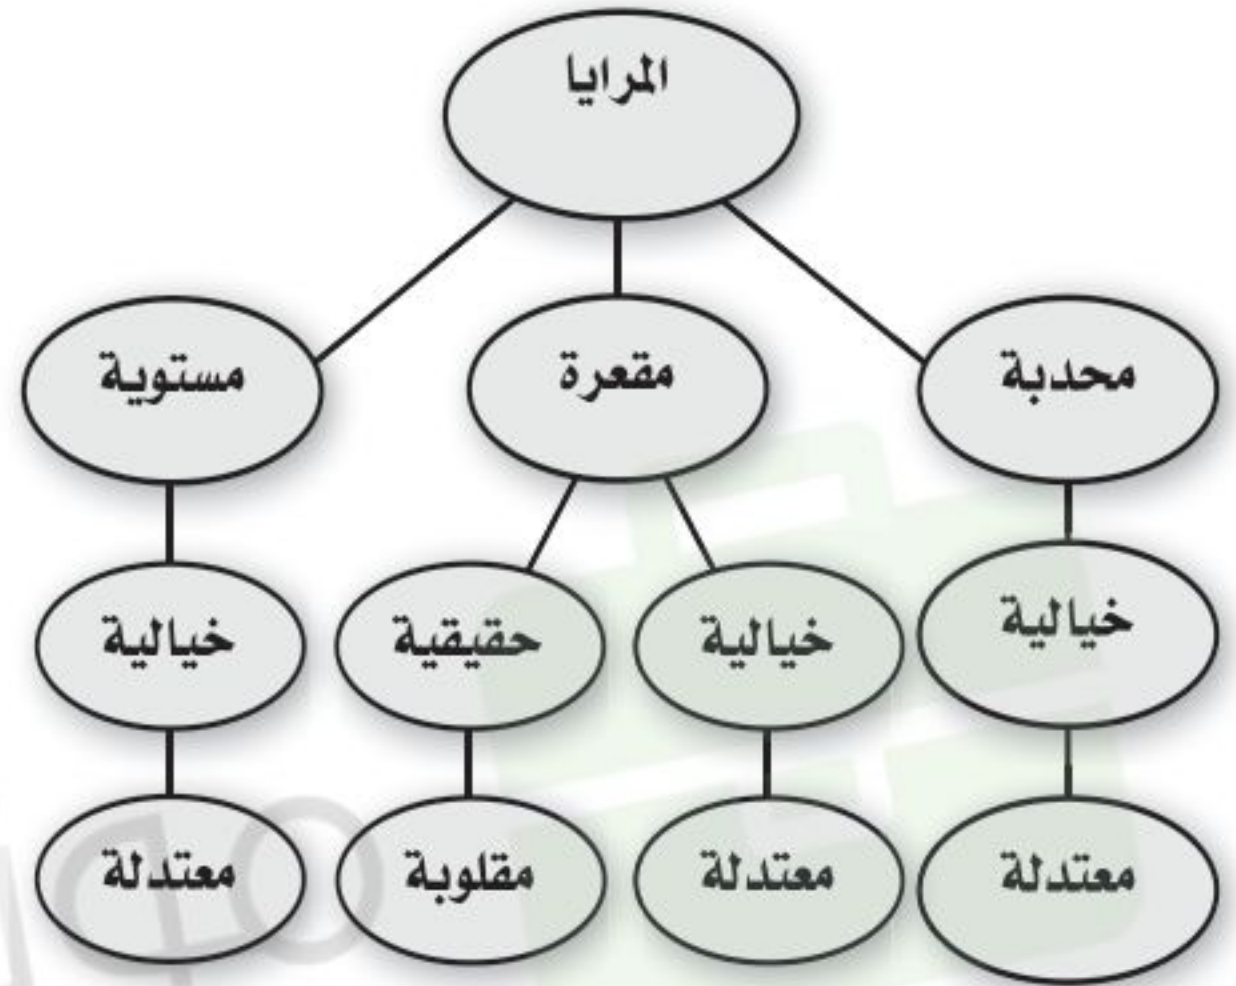 المرايا
محدبة
مقعرة
مستوية
خيالية
خيالية
حقيقية
خيالية
معتدلة
معتدلة
مقلوبة
معتدلة